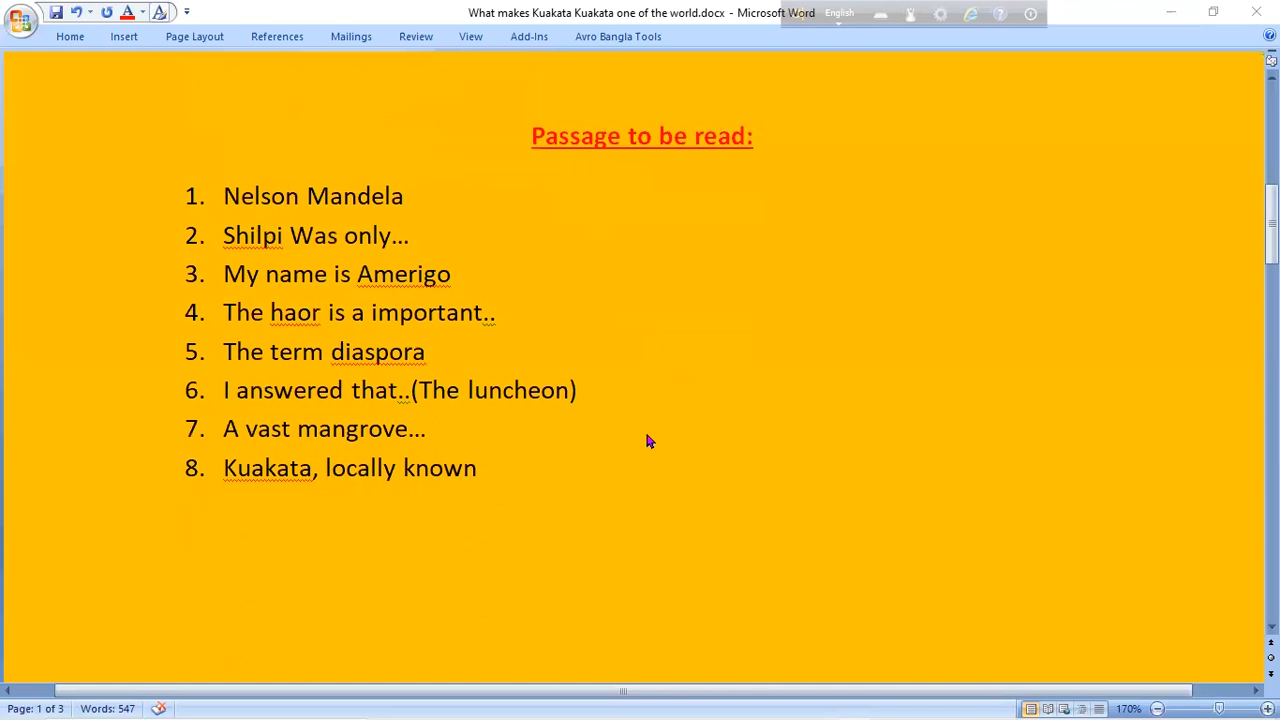 What makes Kuakata Kuakata one of the world.docx - Microsoft Word
English
Home Insert Page Layout References Mailings Review View Add-Ins Avro Bangla Tools
Passage to be read:
1. Nelson Mandela
2. Shilpi Was only...
3. My name is Amerigo
4. The haor is a important..
5. The term diaspora
6. I answered that..(The luncheon)
7. A vast mangrove...
8. Kuakata, locally known
Page: 1 of 3 Words: 547 170%